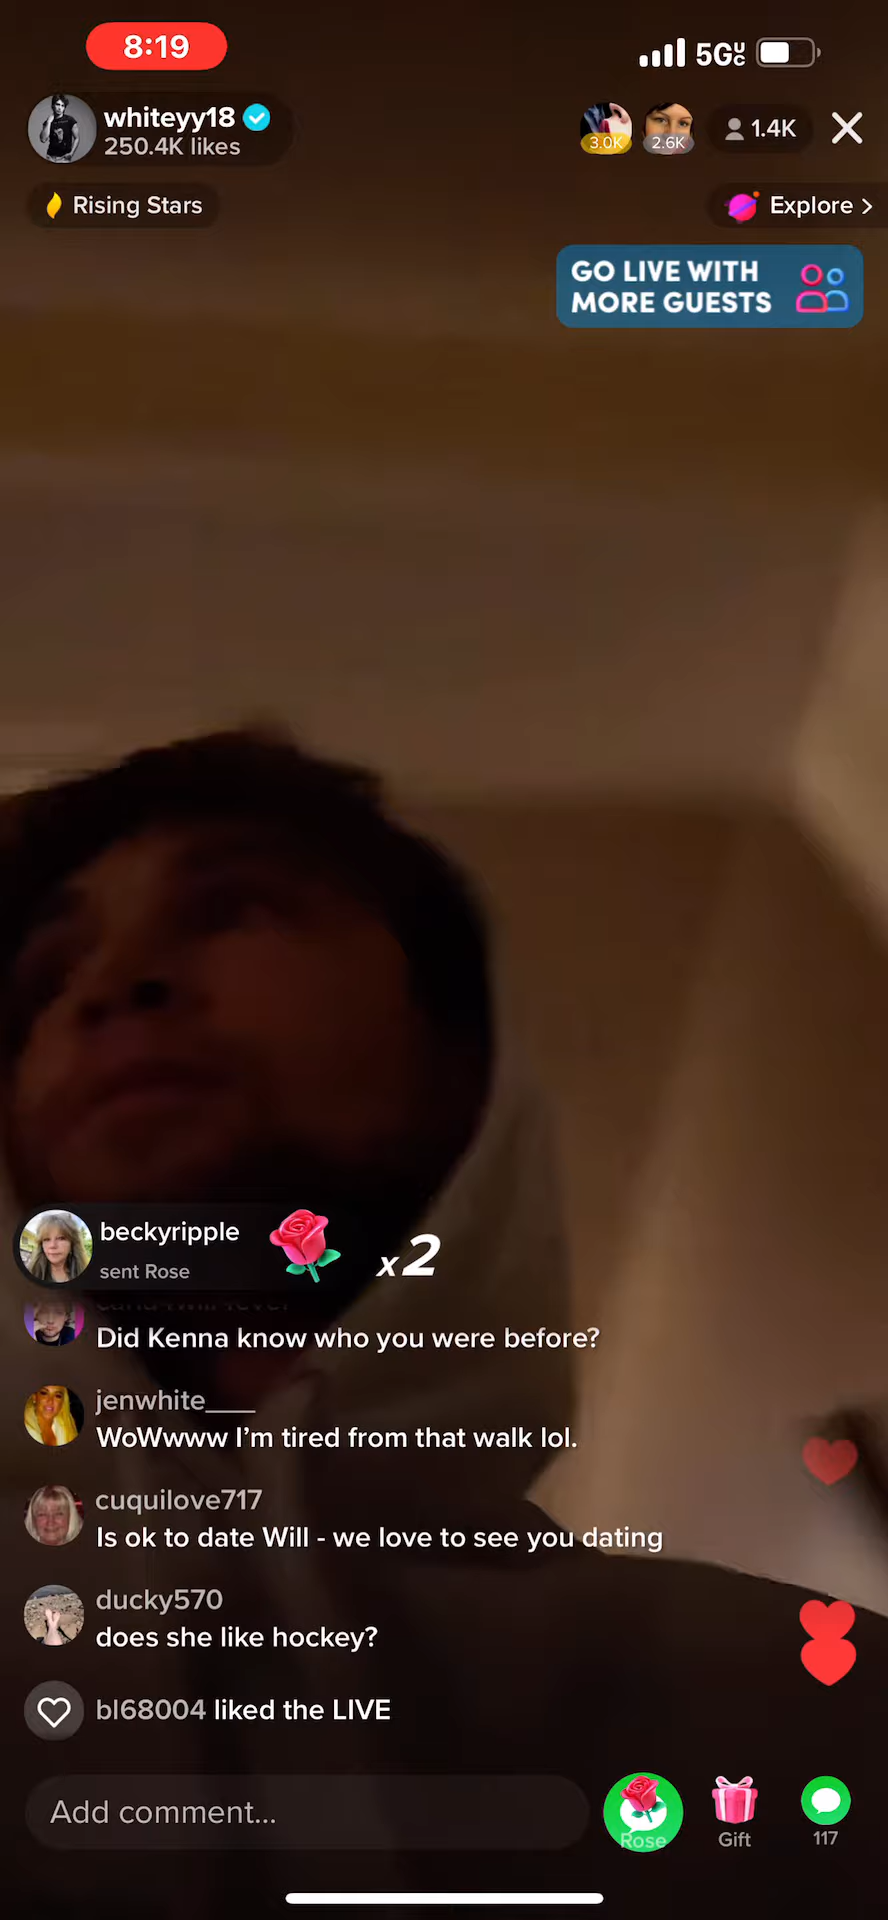 8:19
5G UC
whiteyy18
250.4K likes
3.0K
2.6K
1.4K
Rising Stars
Explore >
GO LIVE WITH
MORE GUESTS
beckyripple
sent Rose
x2
Did Kenna know who you were before?
jenwhite___
WoWwww I'm tired from that walk lol.
cuquilove717
Is ok to date Will - we love to see you dating
ducky570
does she like hockey?
bl68004 liked the LIVE
Add comment...
Rose
Gift
117